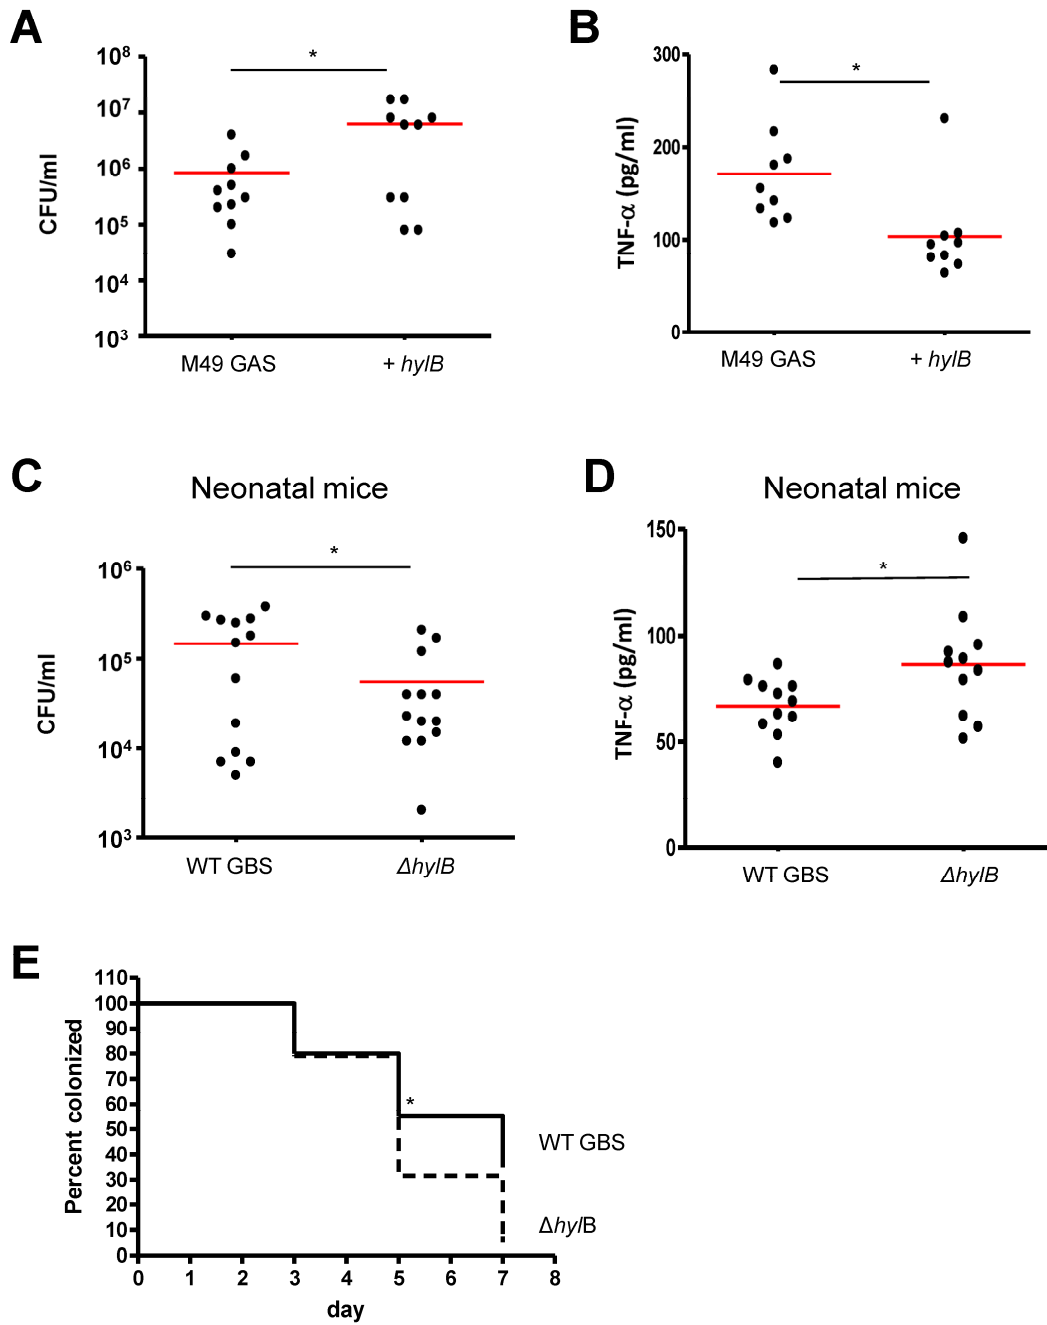 A
10⁸
10⁷
10⁶
10⁵
10⁴
10³
CFU/ml
*
M49 GAS
+ hylB
B
300
200
100
0
TNF-α (pg/ml)
*
M49 GAS
+ hylB
C
Neonatal mice
10⁶
10⁵
10⁴
10³
CFU/ml
*
WT GBS
ΔhylB
D
Neonatal mice
150
100
50
0
TNF-α (pg/ml)
*
WT GBS
ΔhylB
E
110
100
90
80
70
60
50
40
30
20
10
0
Percent colonized
*
WT GBS
ΔhylB
0 1 2 3 4 5 6 7 8
day